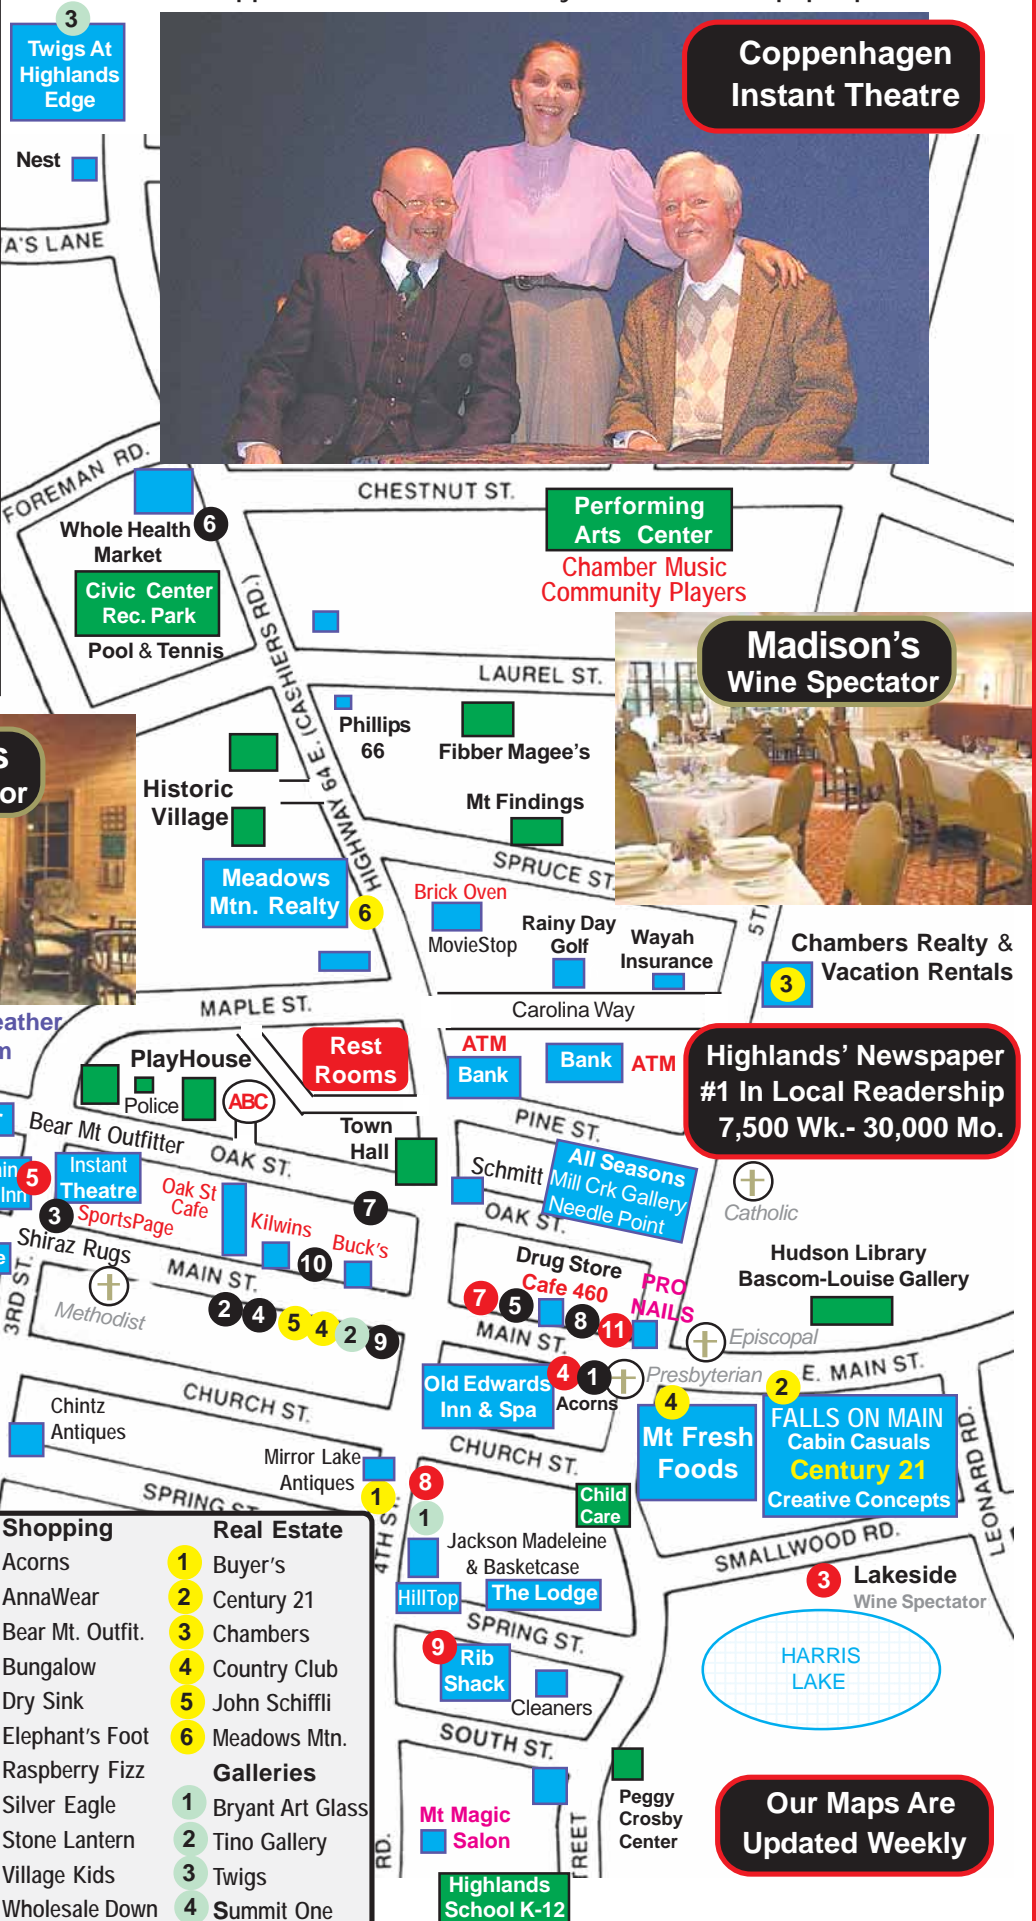 3
Twigs At
Highlands
Edge
Coppenhagen
Instant Theatre
Nest
A'S LANE
FOREMAN RD.
CHESTNUT ST.
Performing
Arts Center
Chamber Music
Community Players
Whole Health
Market
6
Civic Center
Rec. Park
Pool & Tennis
HIGHWAY 64 E. (CASHIERS RD.)
LAUREL ST.
Madison's
Wine Spectator
Phillips
66
Fibber Magee's
s
or
Historic
Village
Mt Findings
SPRUCE ST.
Meadows
Mtn. Realty
6
Brick Oven
MovieStop
Rainy Day
Golf
Wayah
Insurance
5T
Chambers Realty &
Vacation Rentals
3
MAPLE ST.
Carolina Way
eather
m
PlayHouse
Police
ABC
Rest
Rooms
Town
Hall
ATM
Bank
Bank
ATM
Highlands' Newspaper
#1 In Local Readership
7,500 Wk.- 30,000 Mo.
PINE ST.
Bear Mt Outfitter
OAK ST.
Schmitt
All Seasons
Mill Crk Gallery
Needle Point
Catholic
5
Inn
Instant
Theatre
3
SportsPage
Oak St
Cafe
Kilwins
10
Buck's
7
OAK ST.
Shiraz Rugs
3RD ST.
Methodist
MAIN ST.
2
4
5
4
2
9
Drug Store
Cafe 460
7
5
8
11
PRO
NAILS
MAIN ST.
Hudson Library
Bascom-Louise Gallery
Episcopal
Presbyterian
E. MAIN ST.
Old Edwards
Inn & Spa
4
1
Acorns
4
Mt Fresh
Foods
2
FALLS ON MAIN
Cabin Casuals
Century 21
Creative Concepts
LEONARD RD.
CHURCH ST.
Chintz
Antiques
CHURCH ST.
Mirror Lake
Antiques
1
SPRING ST
8
1
4TH ST.
Child
Care
Jackson Madeleine
& Basketcase
HillTop
The Lodge
SMALLWOOD RD.
3
Lakeside
Wine Spectator
HARRIS
LAKE
SPRING ST.
9
Rib
Shack
Cleaners
SOUTH ST.
Mt Magic
Salon
RD.
TREET
Peggy
Crosby
Center
Our Maps Are
Updated Weekly
Highlands
School K-12
Shopping
Acorns
AnnaWear
Bear Mt. Outfit.
Bungalow
Dry Sink
Elephant's Foot
Raspberry Fizz
Silver Eagle
Stone Lantern
Village Kids
Wholesale Down
Real Estate
1 Buyer's
2 Century 21
3 Chambers
4 Country Club
5 John Schiffli
6 Meadows Mtn.
Galleries
1 Bryant Art Glass
2 Tino Gallery
3 Twigs
4 Summit One